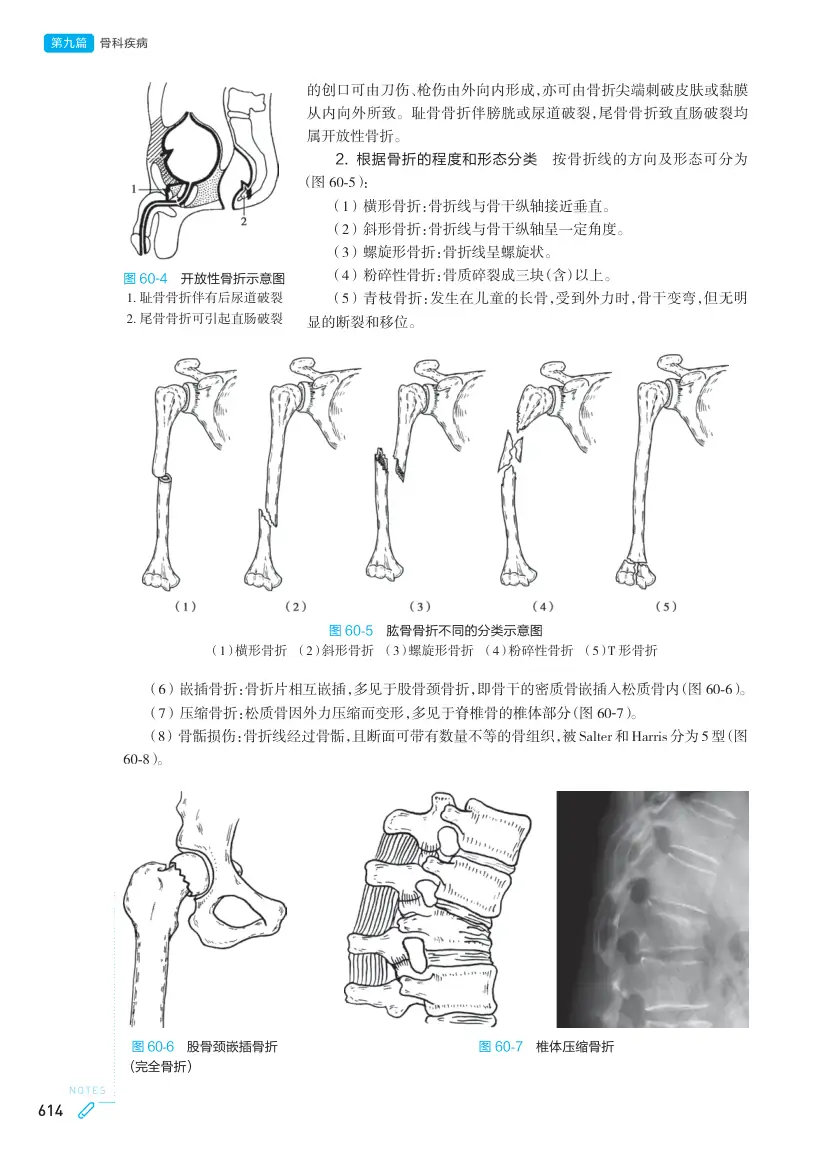 第九篇 骨科疾病
1
2
图 60-4 开放性骨折示意图
1. 耻骨骨折伴有后尿道破裂
2. 尾骨骨折可引起直肠破裂
的创口可由刀伤、枪伤由外向内形成,亦可由骨折尖端刺破皮肤或黏膜
从内向外所致。耻骨骨折伴膀胱或尿道破裂,尾骨骨折致直肠破裂均
属开放性骨折。
2. 根据骨折的程度和形态分类 按骨折线的方向及形态可分为
(图 60-5):
(1)横形骨折:骨折线与骨干纵轴接近垂直。
(2)斜形骨折:骨折线与骨干纵轴呈一定角度。
(3)螺旋形骨折:骨折线呈螺旋状。
(4)粉碎性骨折:骨质碎裂成三块(含)以上。
(5)青枝骨折:发生在儿童的长骨,受到外力时,骨干变弯,但无明
显的断裂和移位。
(1) (2) (3) (4) (5)
图 60-5 肱骨骨折不同的分类示意图
(1)横形骨折 (2)斜形骨折 (3)螺旋形骨折 (4)粉碎性骨折 (5)T 形骨折
(6)嵌插骨折:骨折片相互嵌插,多见于股骨颈骨折,即骨干的密质骨嵌插入松质骨内(图 60-6)。
(7)压缩骨折:松质骨因外力压缩而变形,多见于脊椎骨的椎体部分(图 60-7)。
(8)骨骺损伤:骨折线经过骨骺,且断面可带有数量不等的骨组织,被 Salter 和 Harris 分为 5 型(图
60-8)。
图 60-6 股骨颈嵌插骨折
(完全骨折)
图 60-7 椎体压缩骨折
NOTES
614